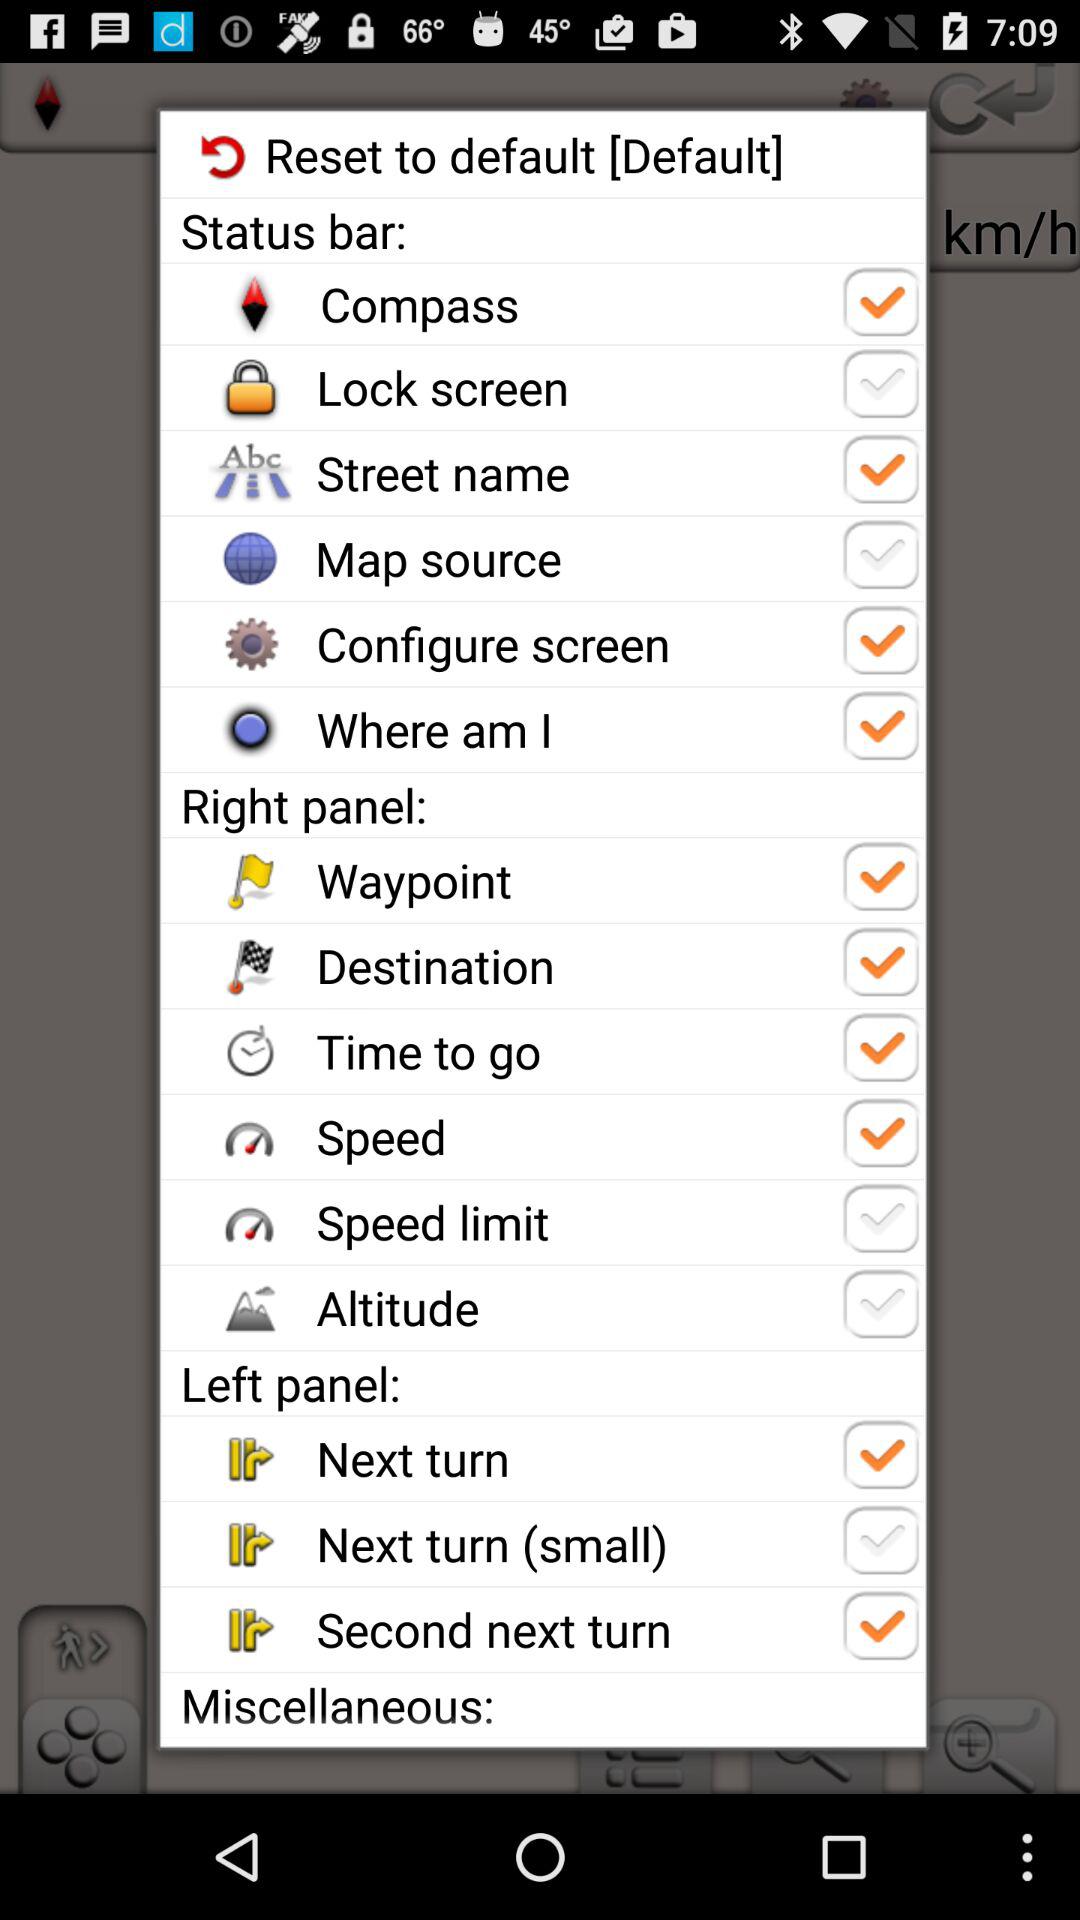 FAKE 66° 45° 7:09
Reset to default [Default]
km/h
Status bar:
Compass
Lock screen
Abc Street name
Map source
Configure screen
Where am I
Right panel:
Waypoint
Destination
Time to go
Speed
Speed limit
Altitude
Left panel:
Next turn
Next turn (small)
Second next turn
Miscellaneous: